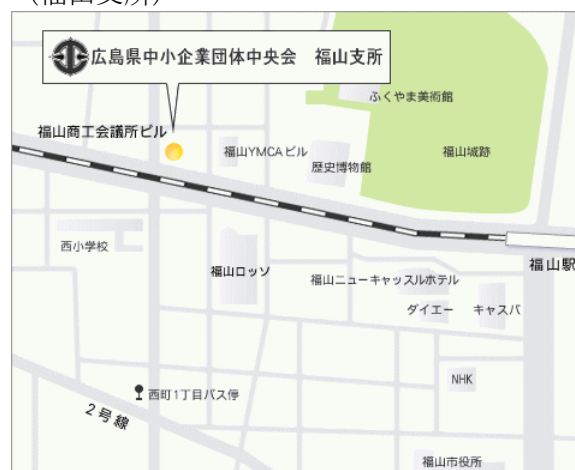 （福山支所）
広島県中小企業団体中央会　福山支所
ふくやま美術館
福山商工会議所ビル
福山YMCAビル
福山城跡
歴史博物館
西小学校
福山ロッソ
福山駅
福山ニューキャッスルホテル
ダイエー
キャスパ
NHK
西町1丁目バス停
2号線
福山市役所